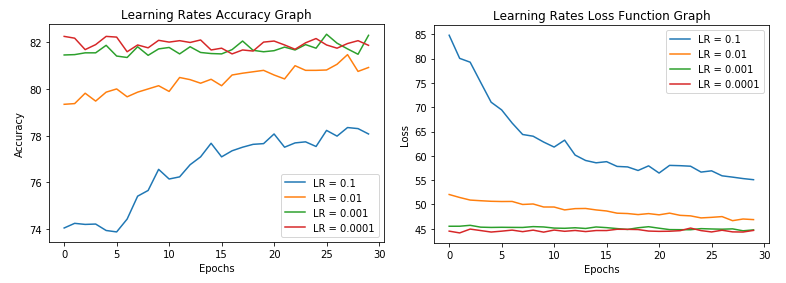 Learning Rates Accuracy Graph
Accuracy
82
80
78
76
74
0
5
10
15
20
25
30
Epochs
LR = 0.1
LR = 0.01
LR = 0.001
LR = 0.0001
Learning Rates Loss Function Graph
Loss
85
80
75
70
65
60
55
50
45
0
5
10
15
20
25
30
Epochs
LR = 0.1
LR = 0.01
LR = 0.001
LR = 0.0001